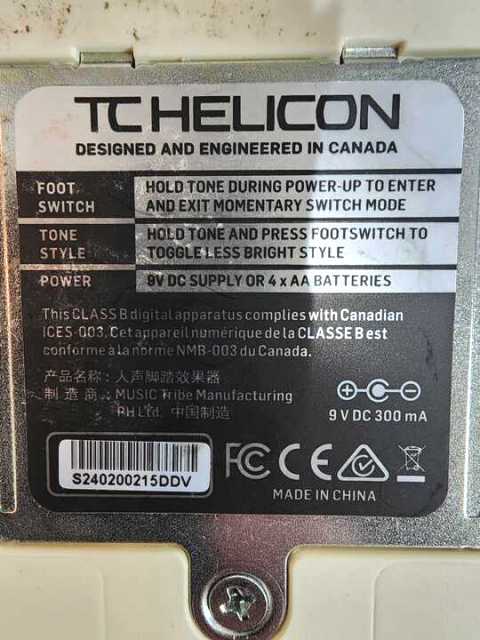 TC HELICON
DESIGNED AND ENGINEERED IN CANADA
FOOT SWITCH
HOLD TONE DURING POWER-UP TO ENTER
AND EXIT MOMENTARY SWITCH MODE
TONE STYLE
HOLD TONE AND PRESS FOOTSWITCH TO
TOGGLE LESS BRIGHT STYLE
POWER
9V DC SUPPLY OR 4 x AA BATTERIES
This CLASS B digital apparatus complies with Canadian
ICES-003. Cet appareil numérique de la CLASSE B est
conforme à la norme NMB-003 du Canada.
产品名称：人声脚踏效果器
制 造 商：MUSIC Tribe Manufacturing
PH Ltd. 中国制造
9 V DC 300 mA
S240200215DDV
FC CE
MADE IN CHINA